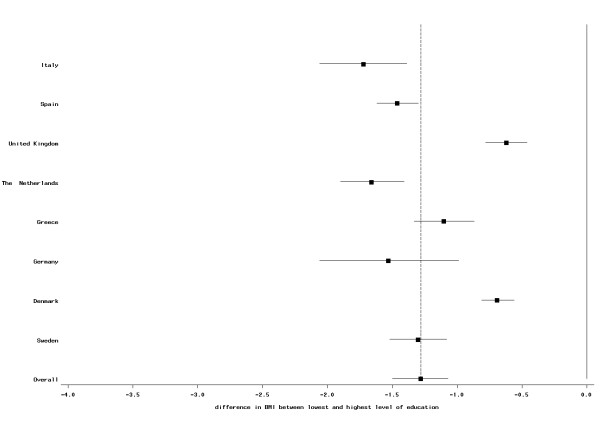 Italy
Spain
United Kingdom
The Netherlands
Greece
Germany
Denmark
Sweden
Overall
-4.0 -3.5 -3.0 -2.5 -2.0 -1.5 -1.0 -0.5 0.0
difference in BMI between lowest and highest level of education